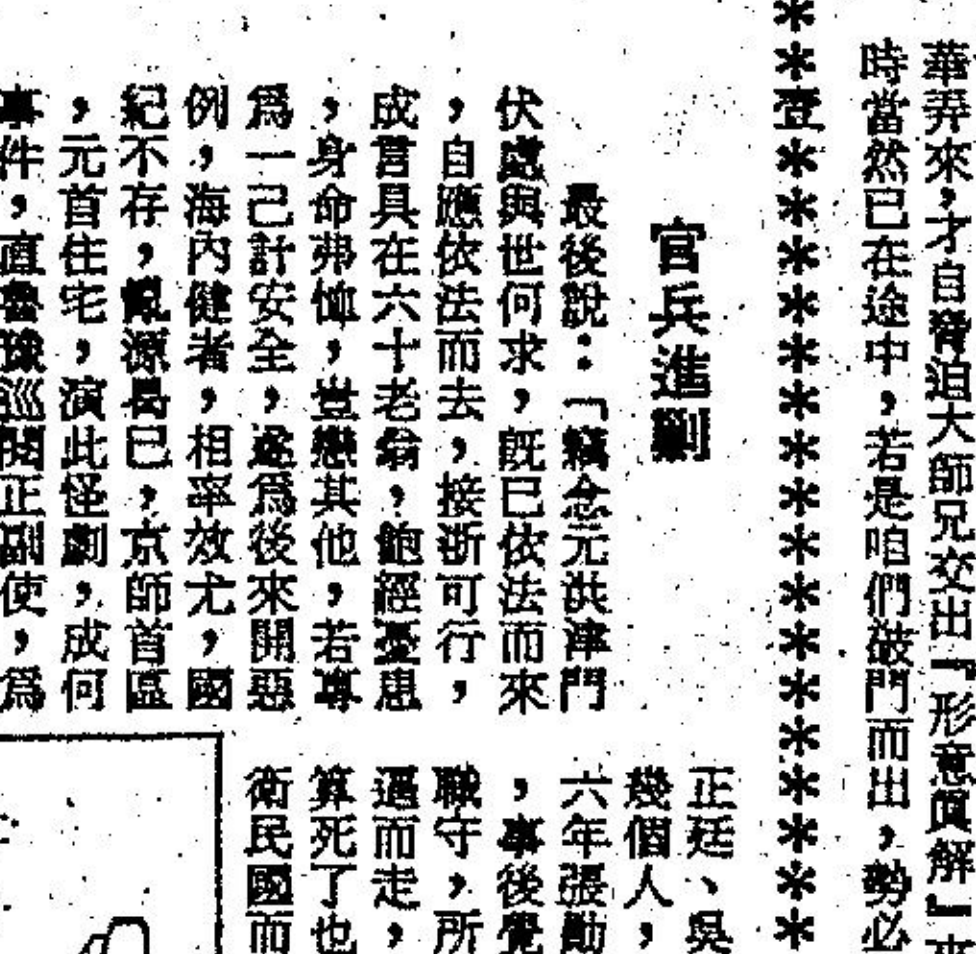 華弄來，才自脅迫大師兄交出『形意眞解』來
時當然已在途中，若是咱們破門而出，勢必
＊＊登＊＊＊＊＊＊＊＊＊＊＊＊＊＊＊＊＊
官兵進剿
最後說：「竊念元洪津門
伏處與世何求，既已依法而來
，自應依法而去，接淅可行，
成言具在六十老翁，飽經憂患
，身命弗恤，豈戀其他，若專
爲一己計安全，遂爲後來開惡
例，海內健者，相率效尤，國
紀不存，亂源曷已，京師首區
，元首住宅，演此怪劇，成何
事件，直魯豫巡閱正副使，爲
正廷、吳
幾個人，
六年張勳
，事後覺
職守，所
逼而走，
算死了也
衛民國而